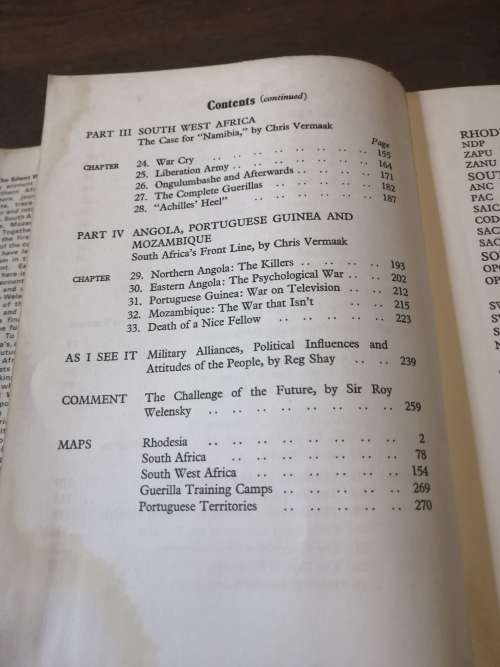 Contents (continued)
PART III SOUTH WEST AFRICA
The Case for "Namibia," by Chris Vermaak
Page
CHAPTER 24. War Cry .. .. .. .. .. .. .. 155
25. Liberation Army .. .. .. .. .. .. 164
26. Ongulumbashe and Afterwards .. .. .. .. 171
27. The Complete Guerillas .. .. .. .. .. 182
28. "Achilles' Heel" .. .. .. .. .. .. 187
PART IV ANGOLA, PORTUGUESE GUINEA AND
MOZAMBIQUE
South Africa's Front Line, by Chris Vermaak
CHAPTER 29. Northern Angola: The Killers .. .. .. .. 193
30. Eastern Angola: The Psychological War .. .. 202
31. Portuguese Guinea: War on Television .. .. 212
32. Mozambique: The War that Isn't .. .. .. 215
33. Death of a Nice Fellow .. .. .. .. .. 223
AS I SEE IT Military Alliances, Political Influences and
Attitudes of the People, by Reg Shay .. .. 239
COMMENT The Challenge of the Future, by Sir Roy
Welensky .. .. .. .. .. .. .. 259
MAPS Rhodesia .. .. .. .. .. .. .. 2
South Africa .. .. .. .. .. .. 78
South West Africa .. .. .. .. .. 154
Guerilla Training Camps .. .. .. .. .. 269
Portuguese Territories .. .. .. .. .. 270
RHOD
NDP
ZAPU
ZANU
SOUT
ANC
PAC
SAIC
COD
SAC
SAC
SO
OPO
OP
SW